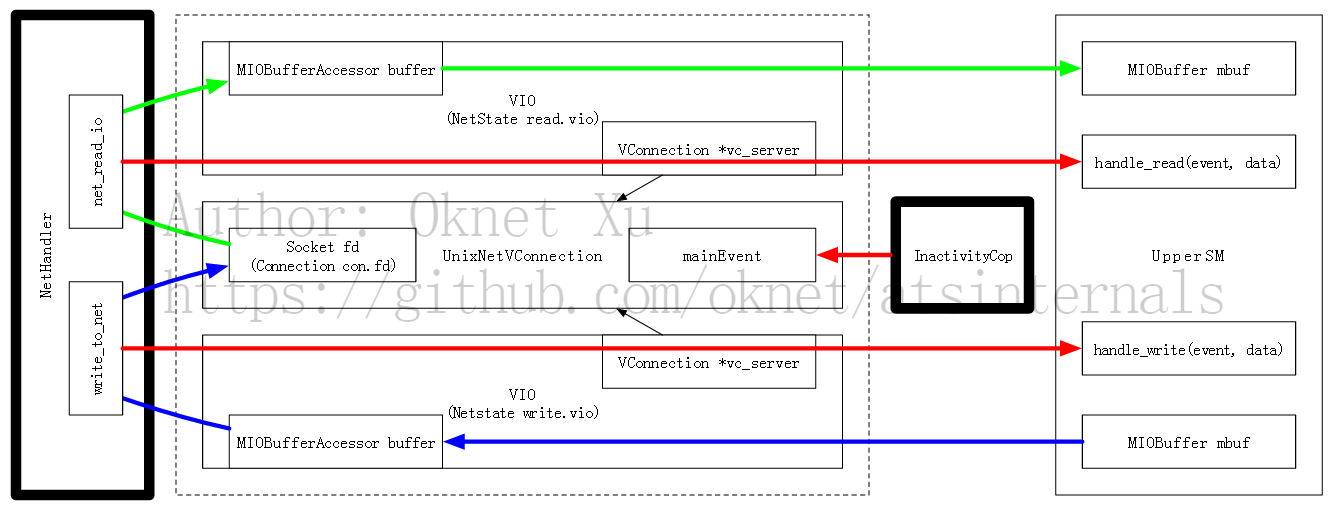 NetHandler
net_read_io
write_to_net
MIOBufferAccessor buffer
VIO
(NetState read.vio)
VConnection *vc_server
Author: Oknet Xu
Socket fd
(Connection con.fd)
UnixNetVConnection
mainEvent
InactivityCop
https://github.com/oknet/atsinternals
VConnection *vc_server
VIO
(Netstate write.vio)
MIOBufferAccessor buffer
MIOBuffer mbuf
handle_read(event, data)
UpperSM
handle_write(event, data)
MIOBuffer mbuf